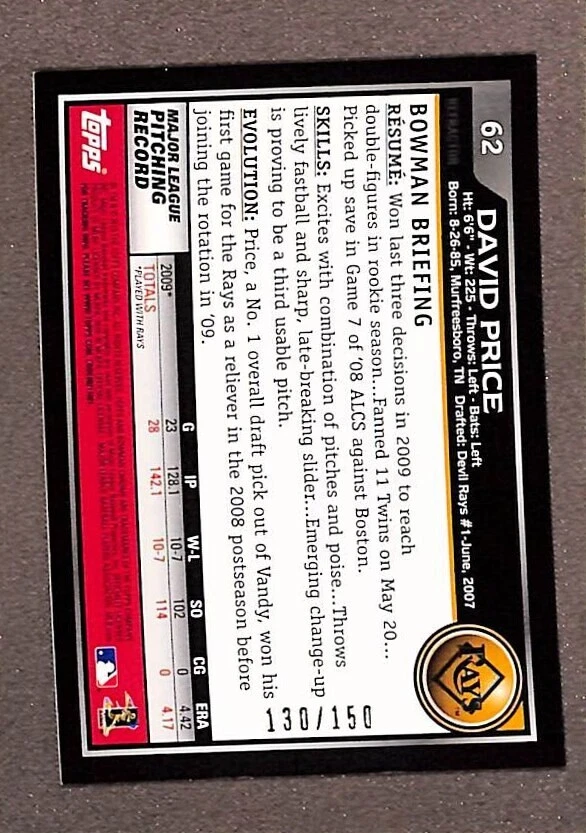 62
REFRACTOR
DAVID PRICE
Ht: 6'6" • Wt: 225 • Throws: Left • Bats: Left
Born: 8-26-85, Murfreesboro, TN Drafted: Devil Rays #1-June, 2007
RAYS
TM
BOWMAN BRIEFING
RÉSUMÉ: Won last three decisions in 2009 to reach
double-figures in rookie season...Fanned 11 Twins on May 20...
Picked up save in Game 7 of '08 ALCS against Boston.
SKILLS: Excites with combination of pitches and poise...Throws
lively fastball and sharp, late-breaking slider...Emerging change-up
is proving to be a third usable pitch.
EVOLUTION: Price, a No. 1 overall draft pick out of Vandy, won his
first game for the Rays as a reliever in the 2008 postseason before
joining the rotation in '09.
130/150
MAJOR LEAGUE
PITCHING
RECORD
G IP W-L SO CG ERA
2009* 23 128.1 10-7 102 0 4.42
TOTALS 28 142.1 10-7 114 0 4.17
*PLAYED WITH RAYS
topps